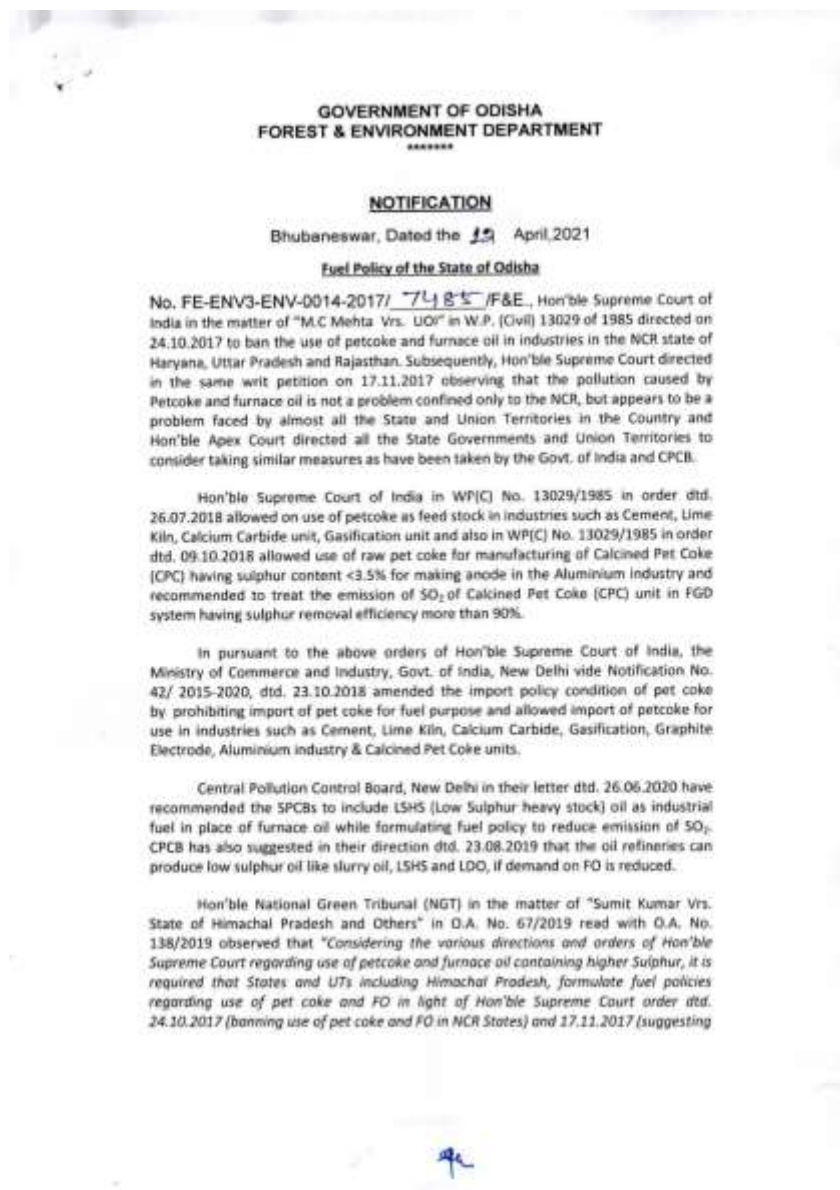 GOVERNMENT OF ODISHA
FOREST & ENVIRONMENT DEPARTMENT
*******
NOTIFICATION
Bhubaneswar, Dated the 19 April,2021
Fuel Policy of the State of Odisha
No. FE-ENV3-ENV-0014-2017/ 7485 /F&E., Hon'ble Supreme Court of
India in the matter of "M.C Mehta Vrs. UOI" in W.P. (Civil) 13029 of 1985 directed on
24.10.2017 to ban the use of petcoke and furnace oil in industries in the NCR state of
Haryana, Uttar Pradesh and Rajasthan. Subsequently, Hon'ble Supreme Court directed
in the same writ petition on 17.11.2017 observing that the pollution caused by
Petcoke and furnace oil is not a problem confined only to the NCR, but appears to be a
problem faced by almost all the State and Union Territories in the Country and
Hon'ble Apex Court directed all the State Governments and Union Territories to
consider taking similar measures as have been taken by the Govt. of India and CPCB.
Hon'ble Supreme Court of India in WP(C) No. 13029/1985 in order dtd.
26.07.2018 allowed on use of petcoke as feed stock in industries such as Cement, Lime
Kiln, Calcium Carbide unit, Gasification unit and also in WP(C) No. 13029/1985 in order
dtd. 09.10.2018 allowed use of raw pet coke for manufacturing of Calcined Pet Coke
(CPC) having sulphur content <3.5% for making anode in the Aluminium industry and
recommended to treat the emission of SO₂ of Calcined Pet Coke (CPC) unit in FGD
system having sulphur removal efficiency more than 90%.
In pursuant to the above orders of Hon'ble Supreme Court of India, the
Ministry of Commerce and Industry, Govt. of India, New Delhi vide Notification No.
42/ 2015-2020, dtd. 23.10.2018 amended the import policy condition of pet coke
by prohibiting import of pet coke for fuel purpose and allowed import of petcoke for
use in industries such as Cement, Lime Kiln, Calcium Carbide, Gasification, Graphite
Electrode, Aluminium industry & Calcined Pet Coke units.
Central Pollution Control Board, New Delhi in their letter dtd. 26.06.2020 have
recommended the SPCBs to include LSHS (Low Sulphur heavy stock) oil as industrial
fuel in place of furnace oil while formulating fuel policy to reduce emission of SO₂.
CPCB has also suggested in their direction dtd. 23.08.2019 that the oil refineries can
produce low sulphur oil like slurry oil, LSHS and LDO, if demand on FO is reduced.
Hon'ble National Green Tribunal (NGT) in the matter of "Sumit Kumar Vrs.
State of Himachal Pradesh and Others" in O.A. No. 67/2019 read with O.A. No.
138/2019 observed that "Considering the various directions and orders of Hon'ble
Supreme Court regarding use of petcoke and furnace oil containing higher Sulphur, it is
required that States and UTs including Himachal Pradesh, formulate fuel policies
regarding use of pet coke and FO in light of Hon'ble Supreme Court order dtd.
24.10.2017 (banning use of pet coke and FO in NCR States) and 17.11.2017 (suggesting